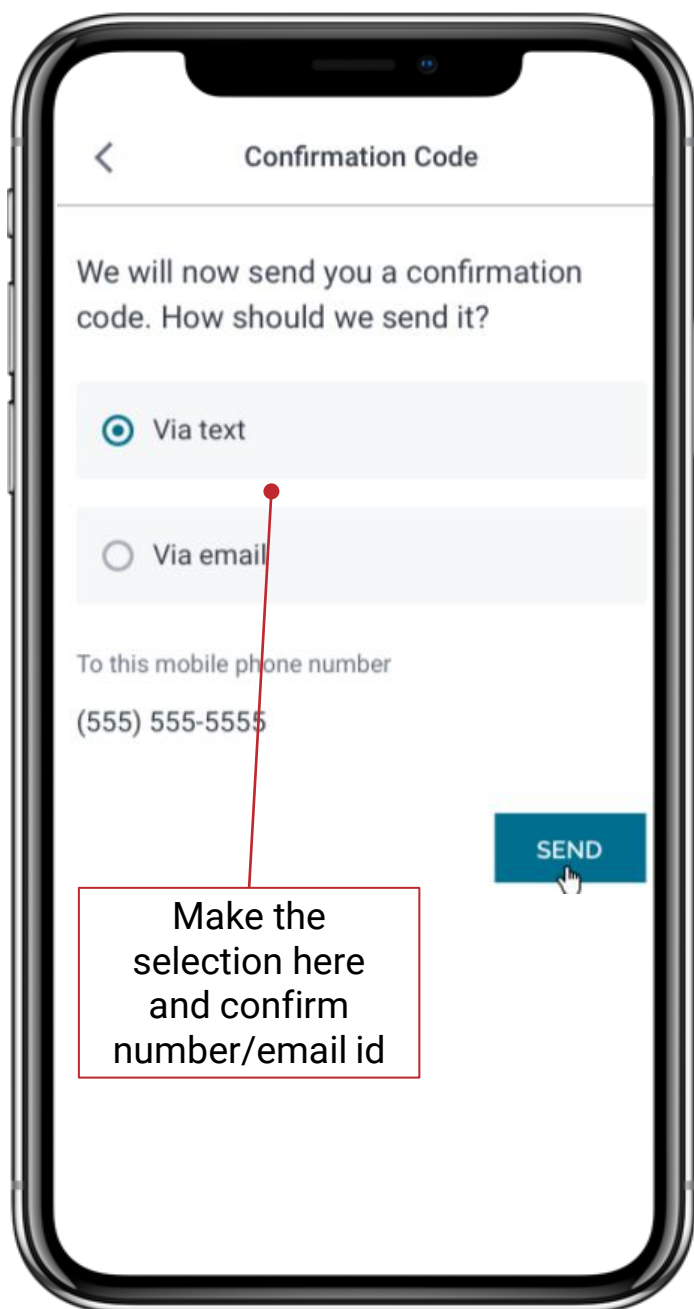 Confirmation Code
We will now send you a confirmation
code. How should we send it?
Via text
Via email
To this mobile phone number
(555) 555-5555
SEND
Make the
selection here
and confirm
number/email id